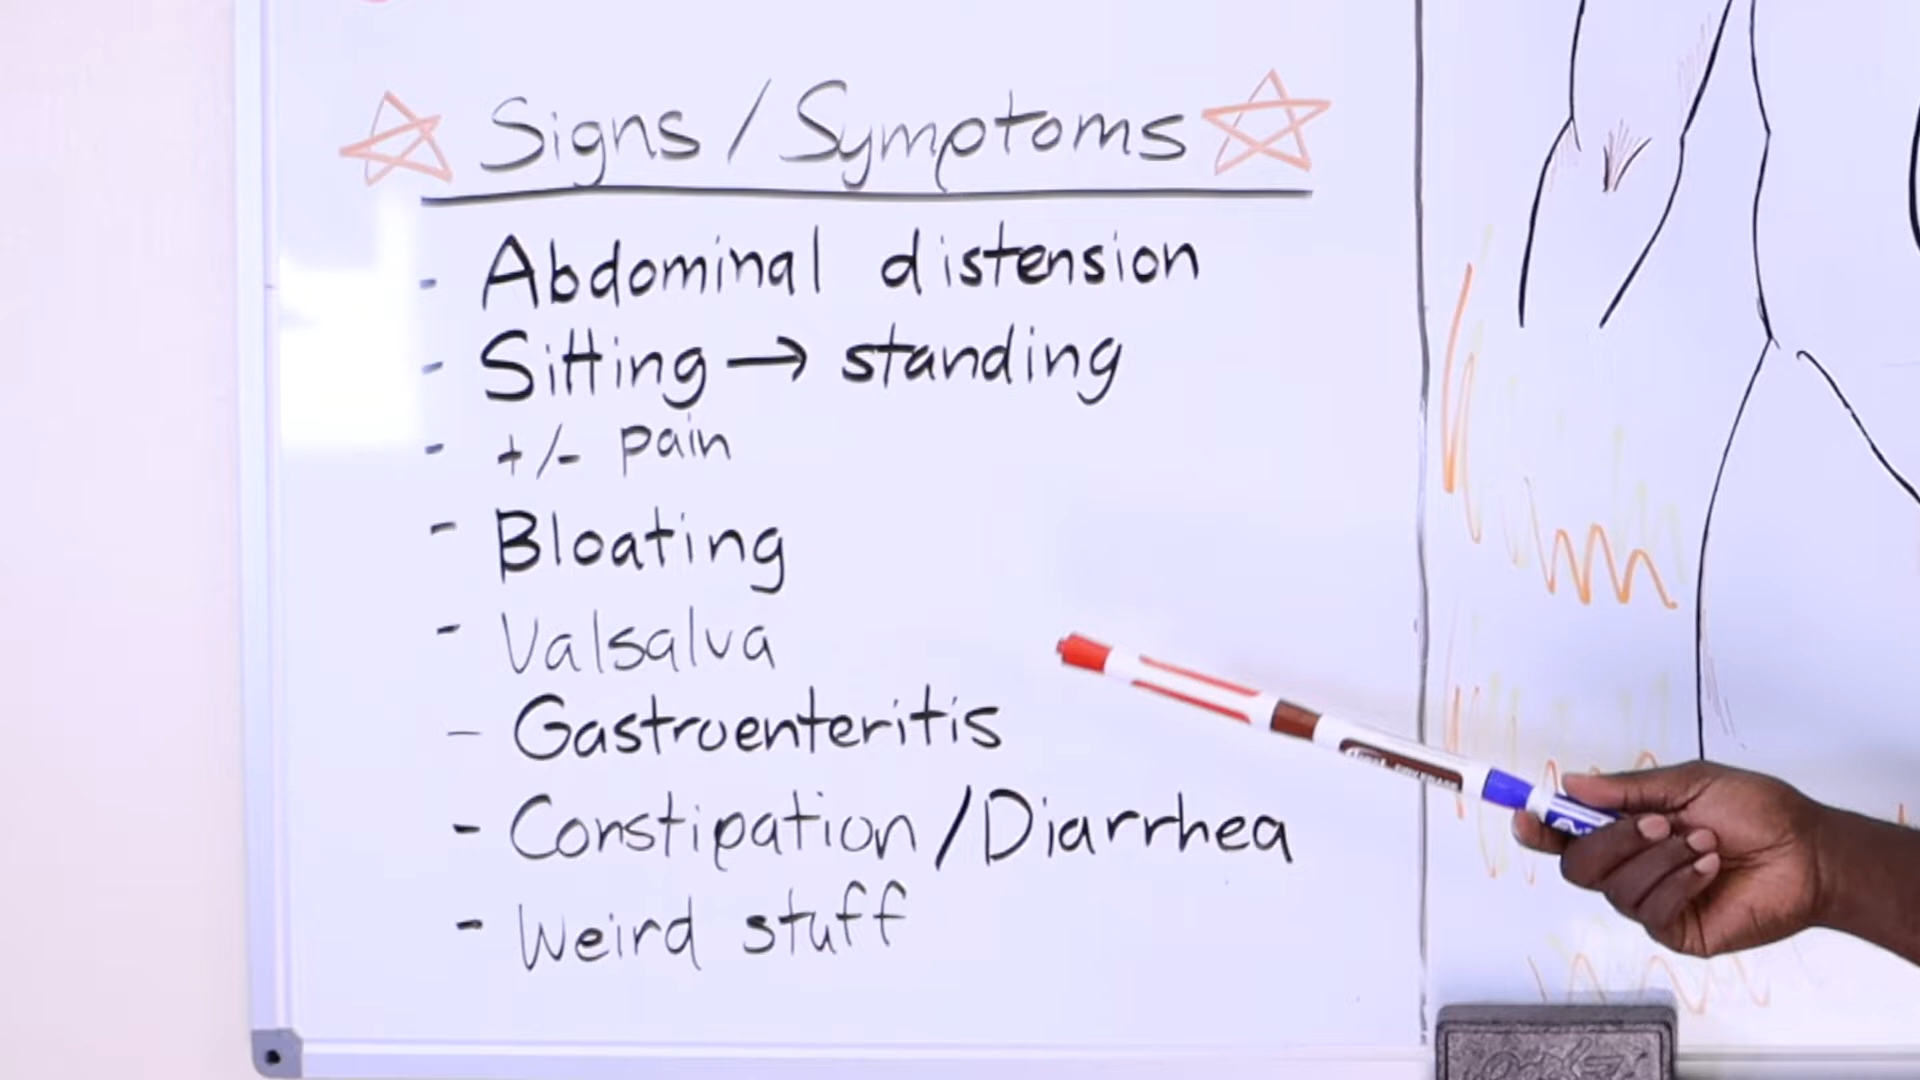 Signs / Symptoms
- Abdominal distension
- Sitting → standing
- +/- pain
- Bloating
- Valsalva
- Gastroenteritis
- Constipation / Diarrhea
- Weird stuff